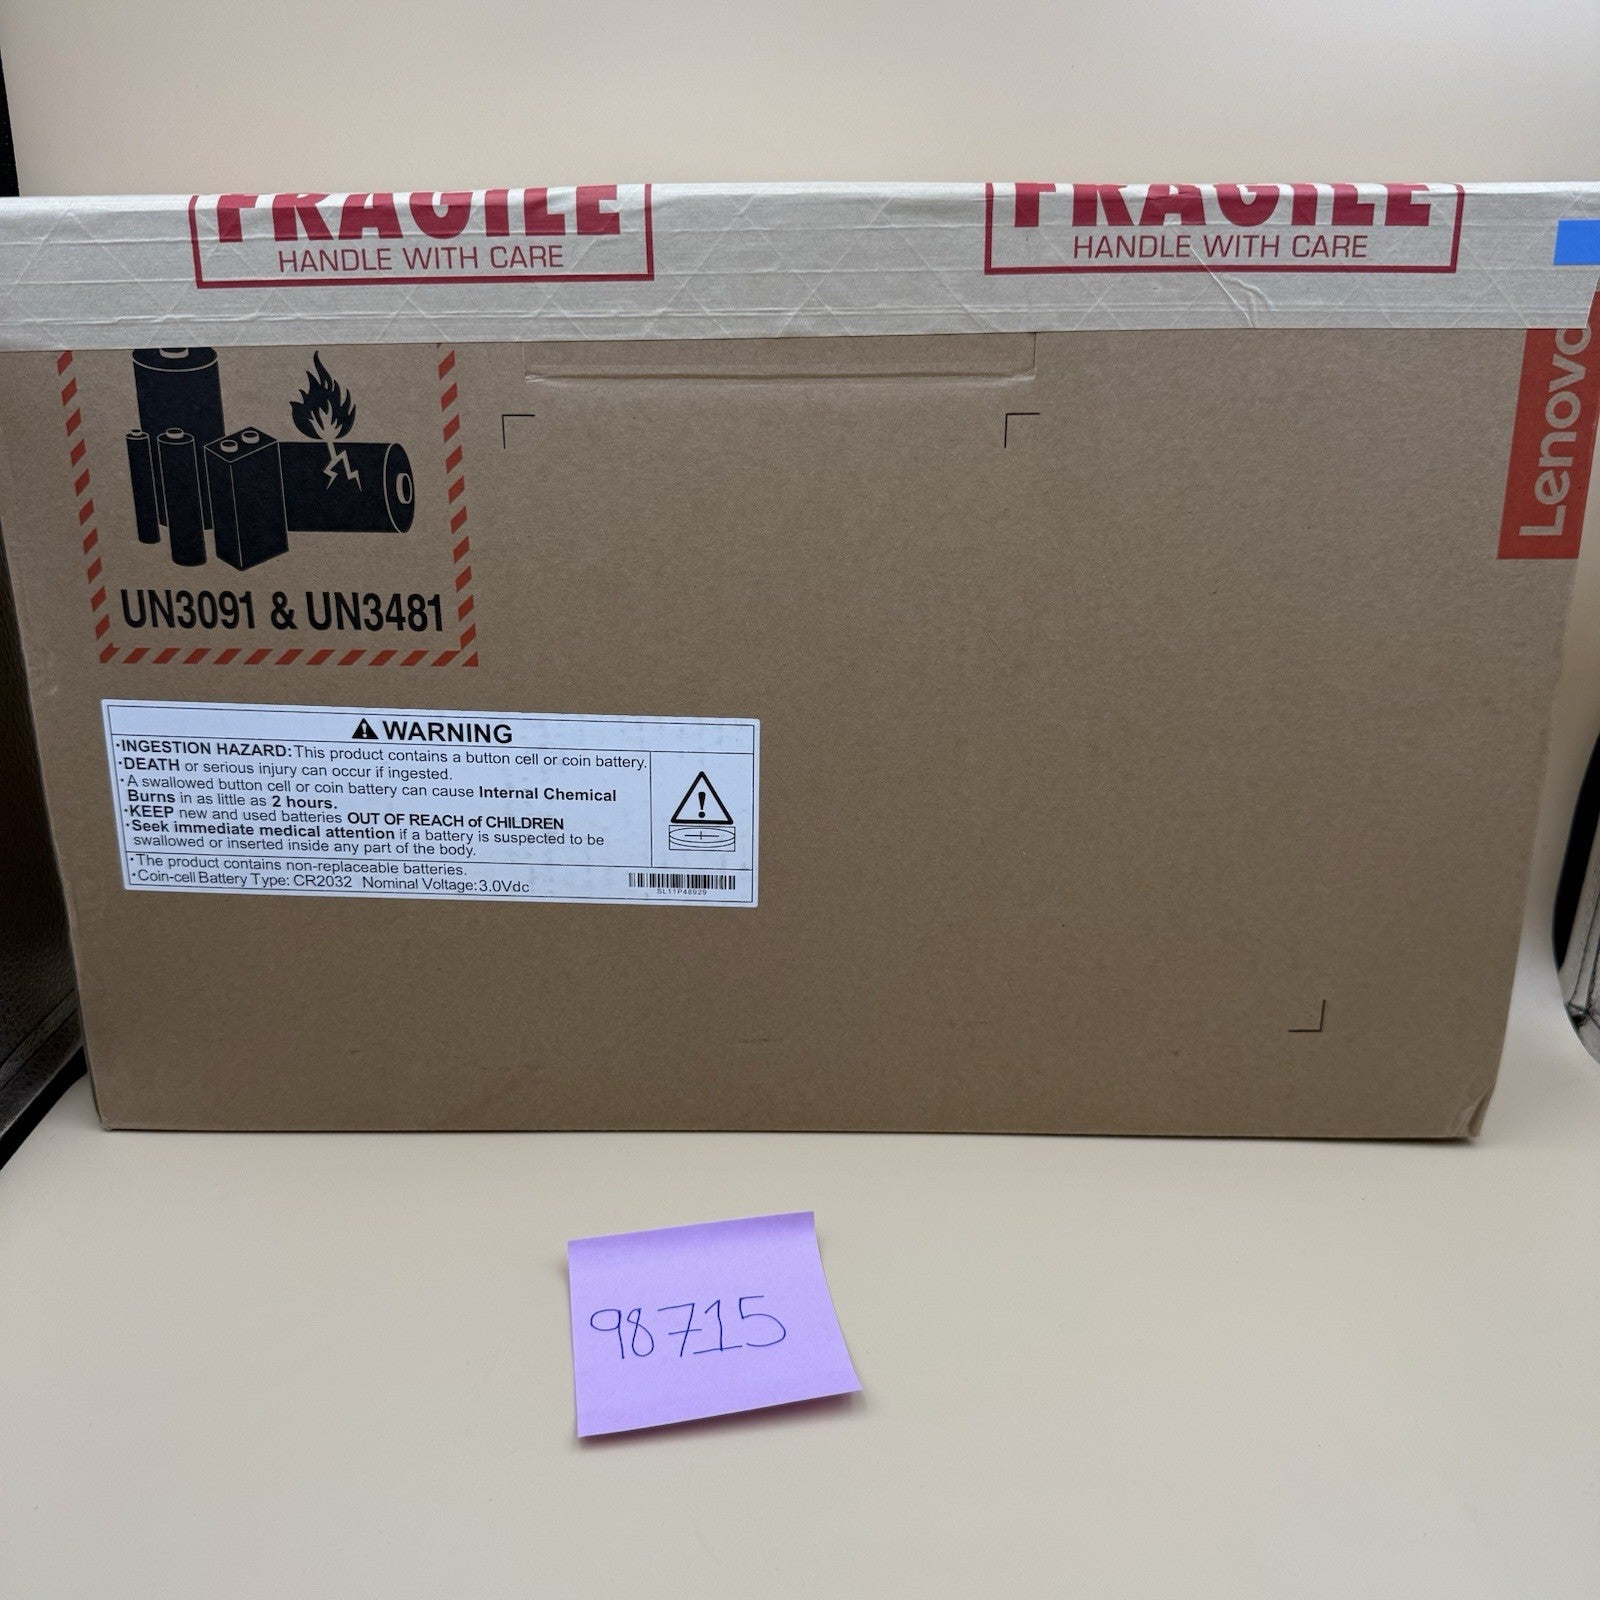 FRAGILE
HANDLE WITH CARE
FRAGILE
HANDLE WITH CARE
Lenovo
UN3091 & UN3481
WARNING
·INGESTION HAZARD: This product contains a button cell or coin battery.
·DEATH or serious injury can occur if ingested.
·A swallowed button cell or coin battery can cause Internal Chemical
Burns in as little as 2 hours.
·KEEP new and used batteries OUT OF REACH of CHILDREN
·Seek immediate medical attention if a battery is suspected to be
swallowed or inserted inside any part of the body.
·The product contains non-replaceable batteries.
·Coin-cell Battery Type: CR2032 Nominal Voltage:3.0Vdc
SL11P48929
98715